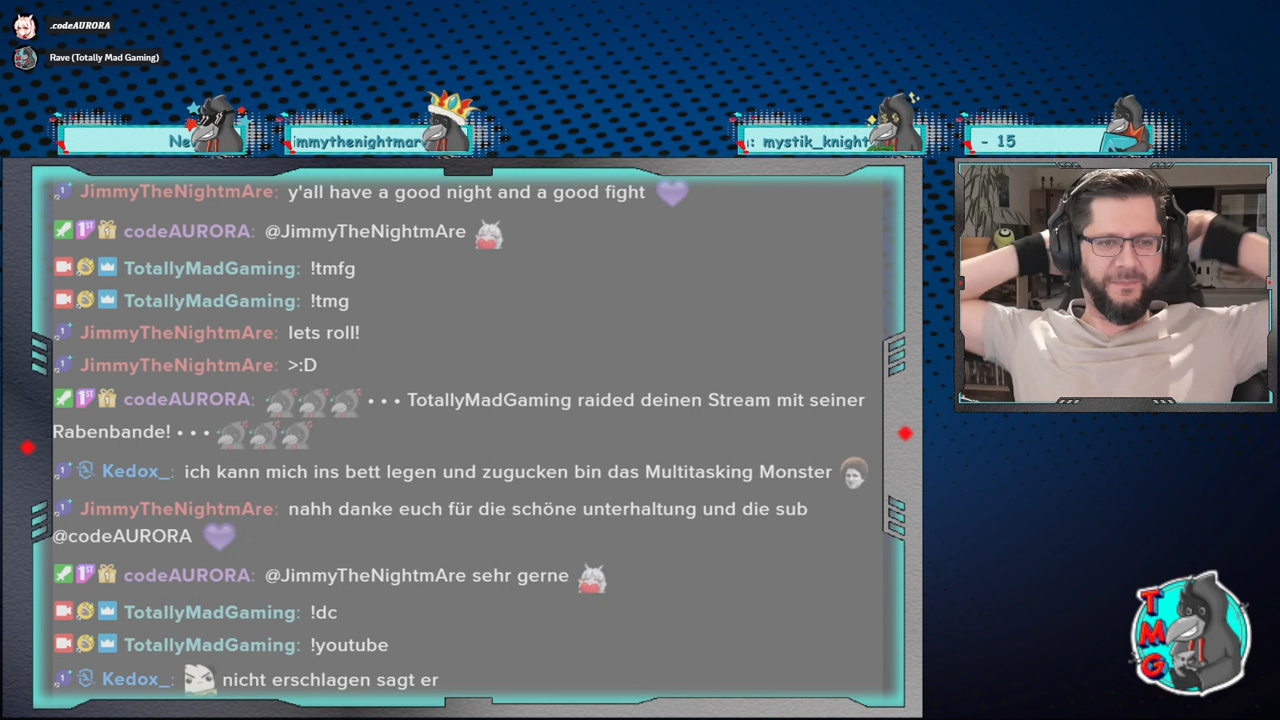 .codeAURORA
Rave (Totally Mad Gaming)
Ne
immythenightmar
: mystik_knight
- 15
JimmyTheNightmAre: y'all have a good night and a good fight
codeAURORA: @JimmyTheNightmAre
TotallyMadGaming: !tmfg
TotallyMadGaming: !tmg
JimmyTheNightmAre: lets roll!
JimmyTheNightmAre: >:D
codeAURORA: • • • TotallyMadGaming raided deinen Stream mit seiner
Rabenbande! • • •
Kedox_: ich kann mich ins bett legen und zugucken bin das Multitasking Monster
JimmyTheNightmAre: nahh danke euch für die schöne unterhaltung und die sub
@codeAURORA
codeAURORA: @JimmyTheNightmAre sehr gerne
TotallyMadGaming: !dc
TotallyMadGaming: !youtube
Kedox_: nicht erschlagen sagt er
TMG